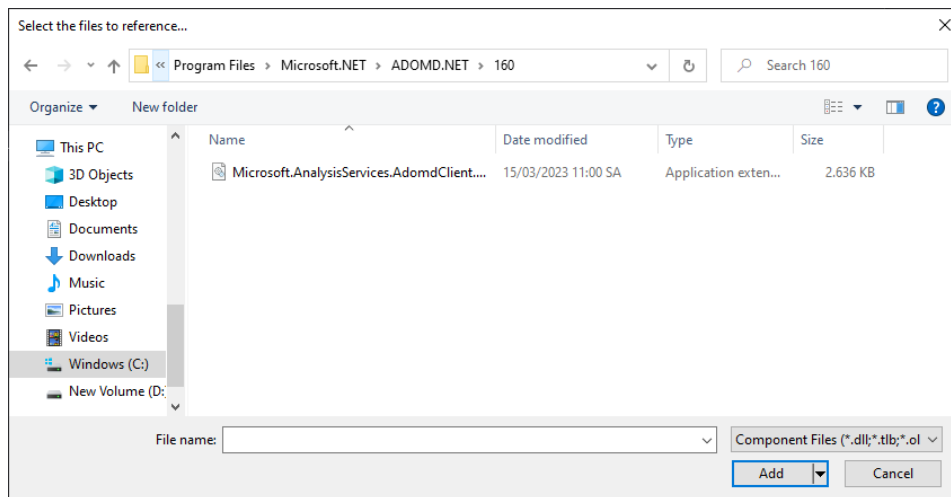 Select the files to reference...
« Program Files > Microsoft.NET > ADOMD.NET > 160
Search 160
Organize
New folder
Name
Date modified
Type
Size
Microsoft.AnalysisServices.AdomdClient....
15/03/2023 11:00 SA
Application exten...
2.636 KB
This PC
3D Objects
Desktop
Documents
Downloads
Music
Pictures
Videos
Windows (C:)
New Volume (D:
File name:
Component Files (*.dll;*.tlb;*.ol
Add
Cancel